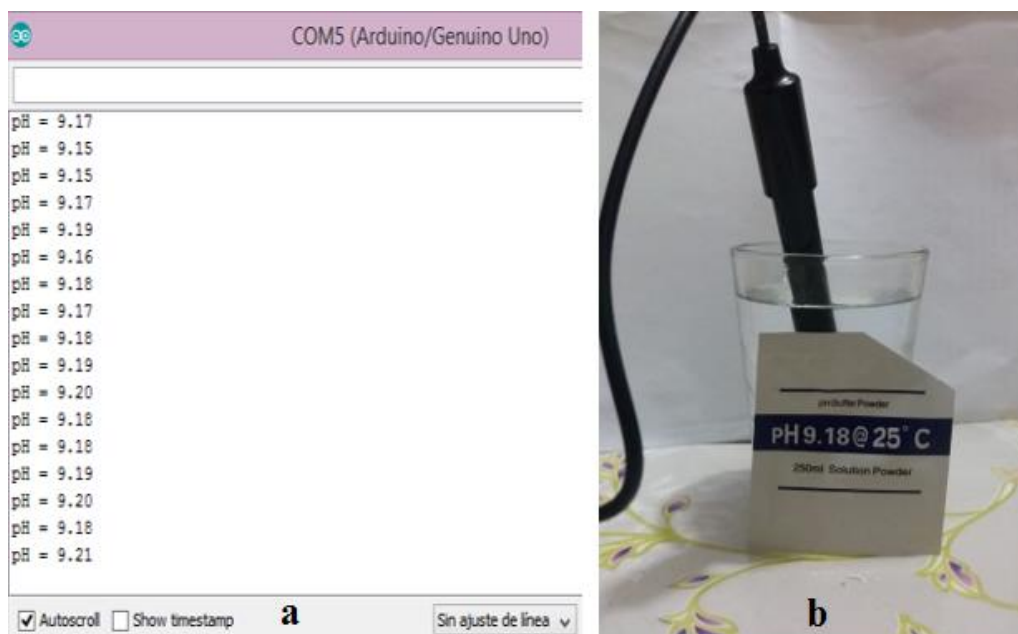 COM5 (Arduino/Genuino Uno)
pH = 9.17
pH = 9.15
pH = 9.15
pH = 9.17
pH = 9.19
pH = 9.16
pH = 9.18
pH = 9.17
pH = 9.18
pH = 9.19
pH = 9.20
pH = 9.18
pH = 9.18
pH = 9.19
pH = 9.20
pH = 9.18
pH = 9.21
Autoscroll Show timestamp
Sin ajuste de línea
a
pH Buffer Powder
PH 9.18@ 25°C
250ml Solution Powder
b